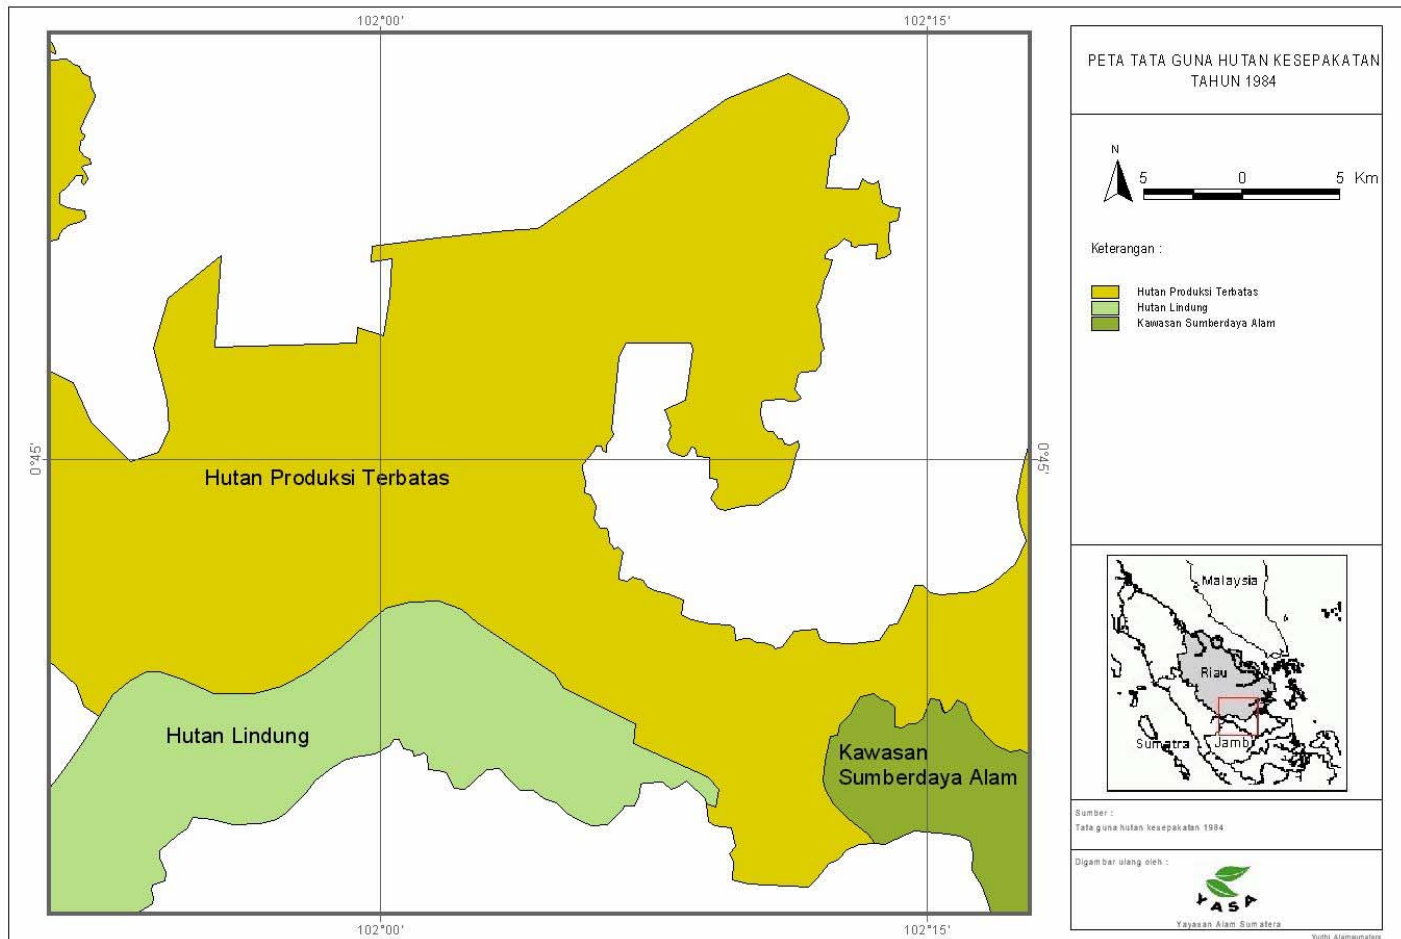 102°00'
102°15'
0°45'
0°45'
Hutan Produksi Terbatas
Hutan Lindung
Kawasan
Sumberdaya Alam
102°00'
102°15'
PETA TATA GUNA HUTAN KESEPAKATAN
TAHUN 1984
N
5 0 5 Km
Keterangan :
Hutan Produksi Terbatas
Hutan Lindung
Kawasan Sumberdaya Alam
Malaysia
Riau
Sumatra
Jambi
Sumber :
Tata guna hutan kesepakatan 1984
Digambar ulang oleh :
YASA
Yayasan Alam Sumatera
Yudhi Alamsumatera